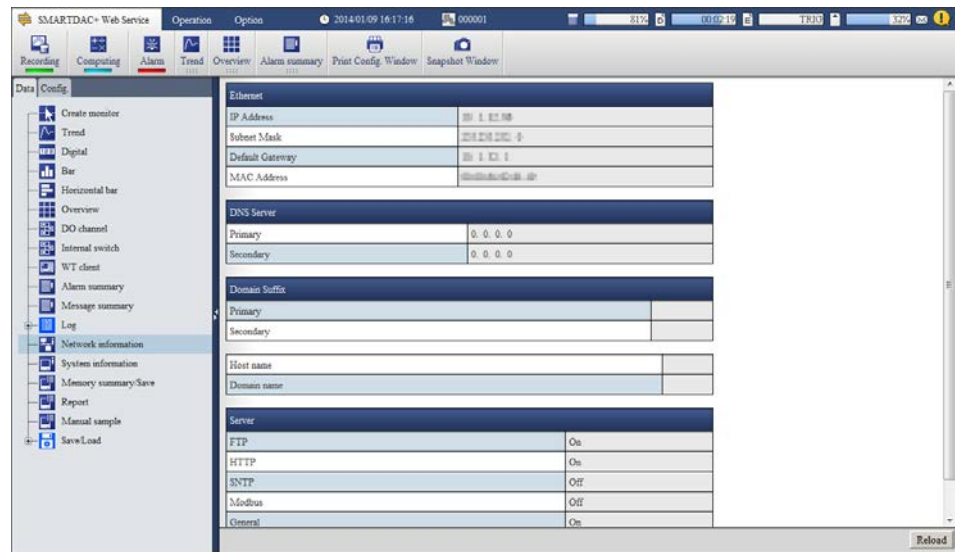 SMARTDAC+ Web Service Operation Option 2014/01/09 16:17:16 000001 81% D 00:02:19 E TRIG 32%
Recording Computing Alarm Trend Overview Alarm summary Print Config. Window Snapshot Window
Data Config.
Create monitor
Trend
Digital
Bar
Horizontal bar
Overview
DO channel
Internal switch
WT client
Alarm summary
Message summary
Log
Network information
System information
Memory summary/Save
Report
Manual sample
Save/Load
Ethernet
IP Address
Subnet Mask
Default Gateway
MAC Address
DNS Server
Primary 0. 0. 0. 0
Secondary 0. 0. 0. 0
Domain Suffix
Primary
Secondary
Host name
Domain name
Server
FTP On
HTTP On
SNTP Off
Modbus Off
General On
Reload